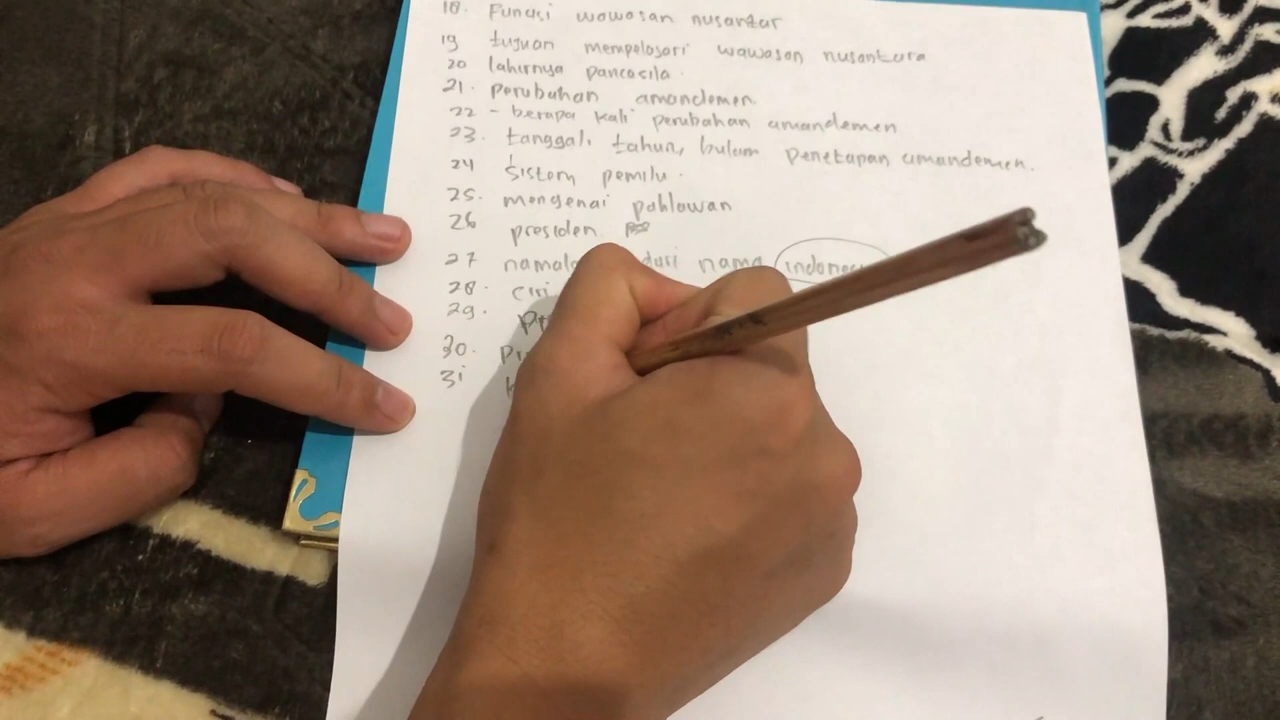 18. Fungsi wawasan nusantar
19 tujuan mempelajari wawasan nusantara
20 lahirnya pancasila.
21. perubahan amandemen.
22 - berapa kali perubahan amandemen
23. tanggal, tahun, bulan penetapan amandemen.
24 sistem pemilu.
25. mengenai pahlawan
26 presiden
27 dari nama
28. ciri
29.
30.
31